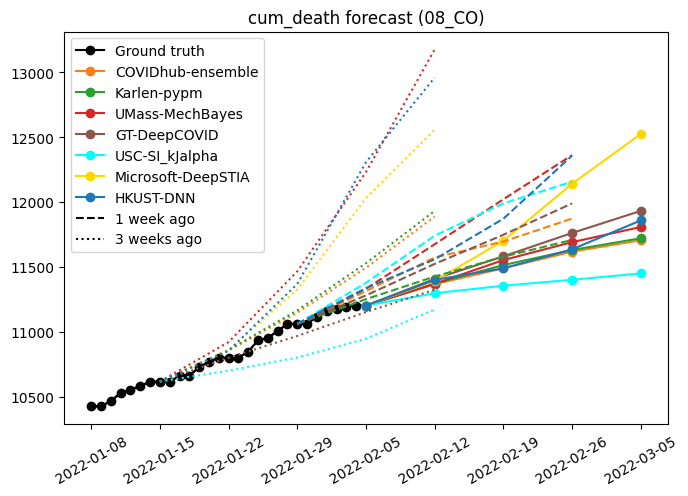 cum_death forecast (08_CO)
Ground truth
COVIDhub-ensemble
Karlen-pypm
UMass-MechBayes
GT-DeepCOVID
USC-SI_kJalpha
Microsoft-DeepSTIA
HKUST-DNN
1 week ago
3 weeks ago
13000
12500
12000
11500
11000
10500
2022-01-08
2022-01-15
2022-01-22
2022-01-29
2022-02-05
2022-02-12
2022-02-19
2022-02-26
2022-03-05